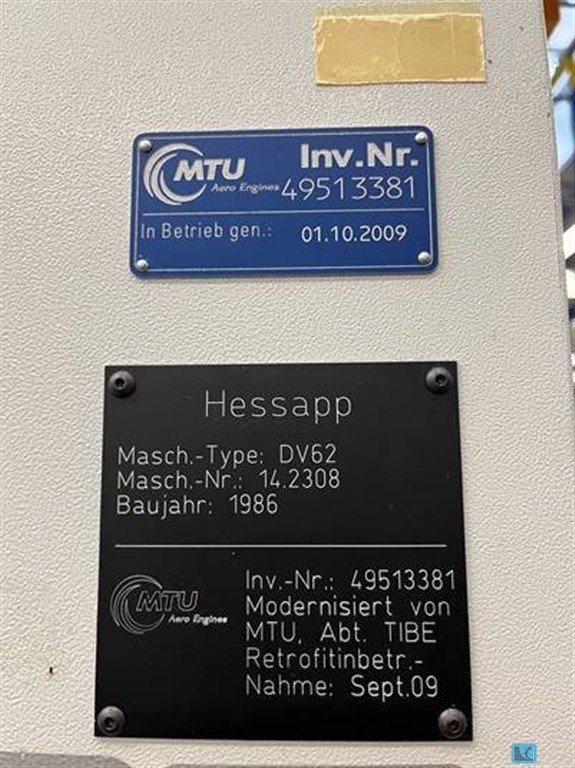 MTU
Aero Engines
Inv.Nr.
49513381
In Betrieb gen.: 01.10.2009
Hessapp
Masch.-Type: DV62
Masch.-Nr.: 14.2308
Baujahr: 1986
MTU
Aero Engines
Inv.-Nr.: 49513381
Modernisiert von
MTU, Abt. TIBE
Retrofitinbetr.-
Nahme: Sept.09